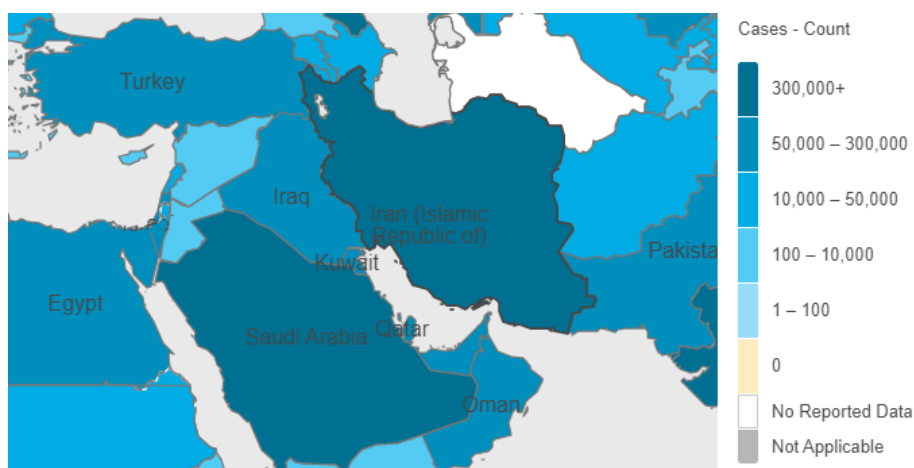 Cases - Count
300,000+
50,000 – 300,000
10,000 – 50,000
100 – 10,000
1 – 100
0
No Reported Data
Not Applicable
Turkey
Iraq
Iran (Islamic
Republic of)
Kuwait
Pakista
Egypt
Saudi Arabia
Qatar
Oman